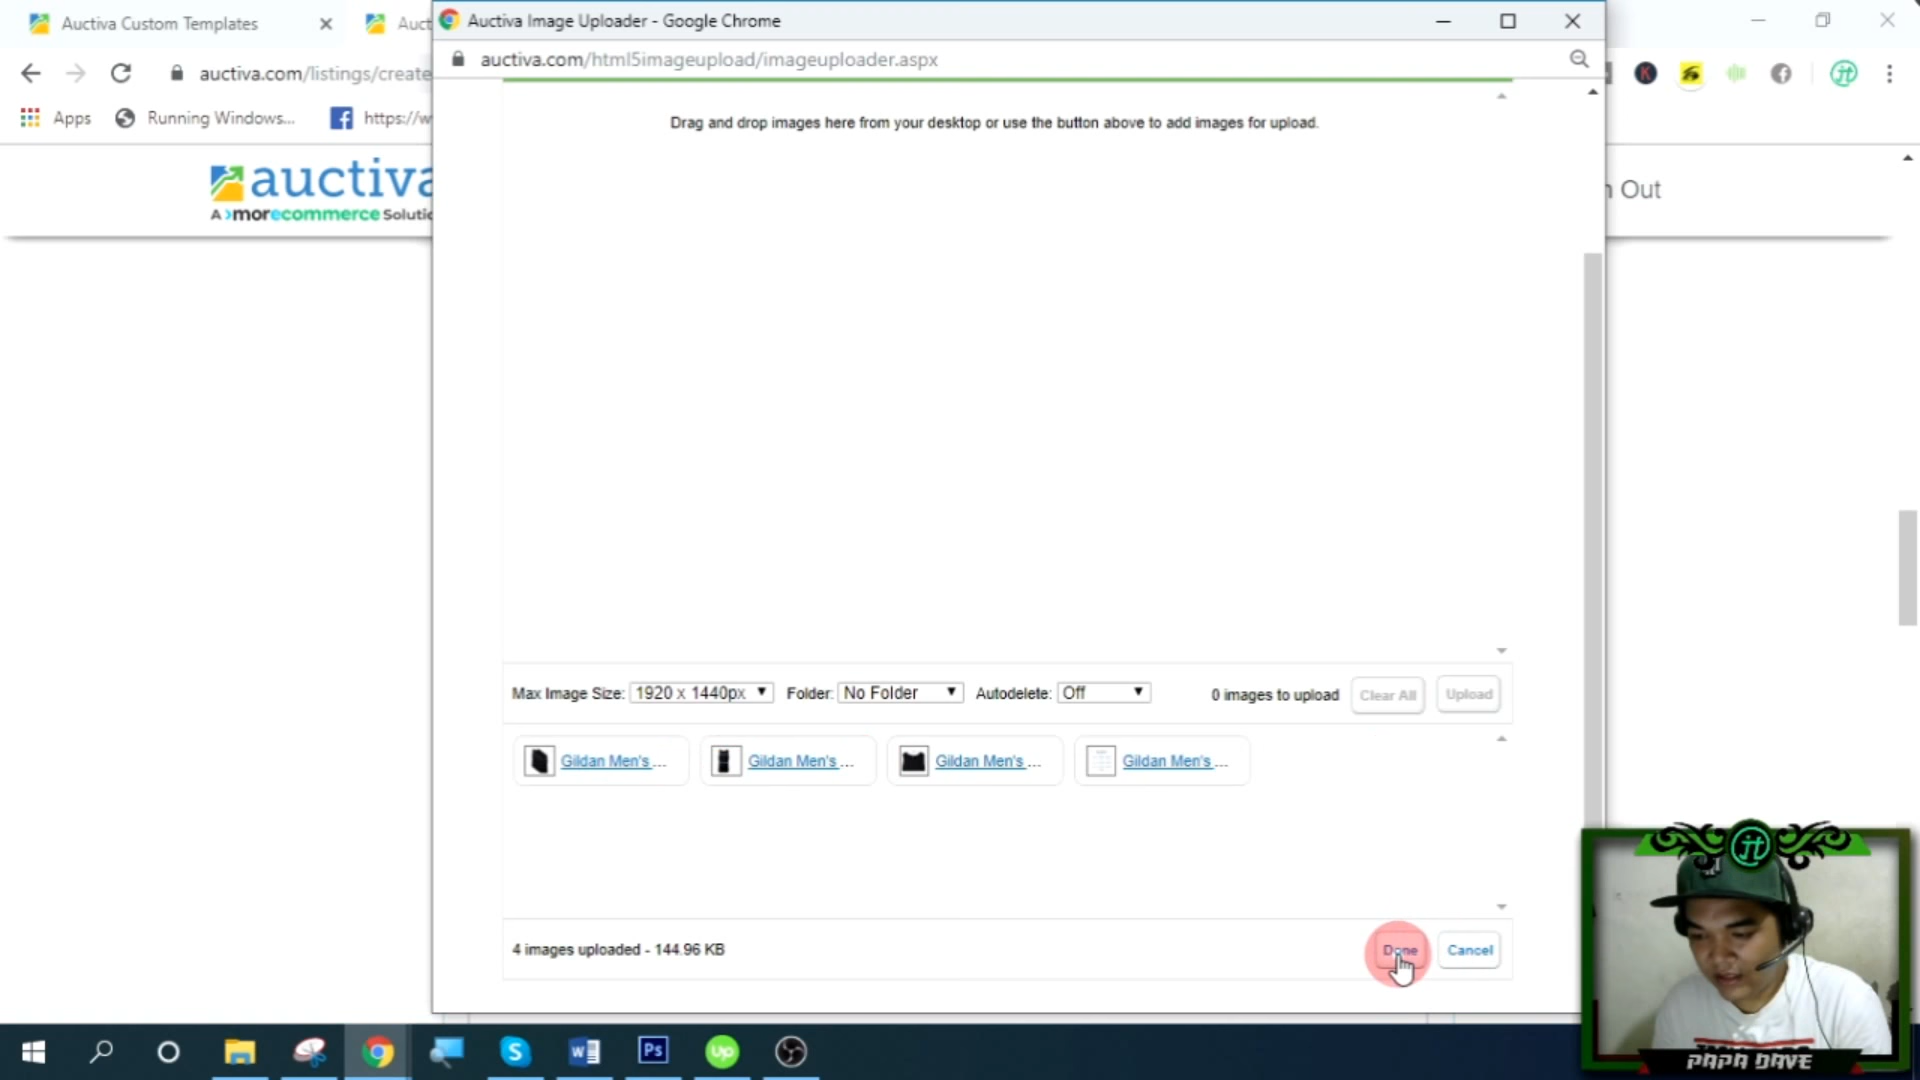 Auctiva Custom Templates
Auct
Auctiva Image Uploader - Google Chrome
auctiva.com/listings/create
auctiva.com/html5imageupload/imageuploader.aspx
Apps
Running Windows...
https://w
auctiva
A >morecommerce Soluti
n Out
Drag and drop images here from your desktop or use the button above to add images for upload.
Max Image Size: 1920 x 1440px Folder: No Folder Autodelete: Off 0 images to upload Clear All Upload
Gildan Men's ... Gildan Men's ... Gildan Men's ... Gildan Men's ...
4 images uploaded - 144.96 KB
Done Cancel
jt
PAPA DAVE